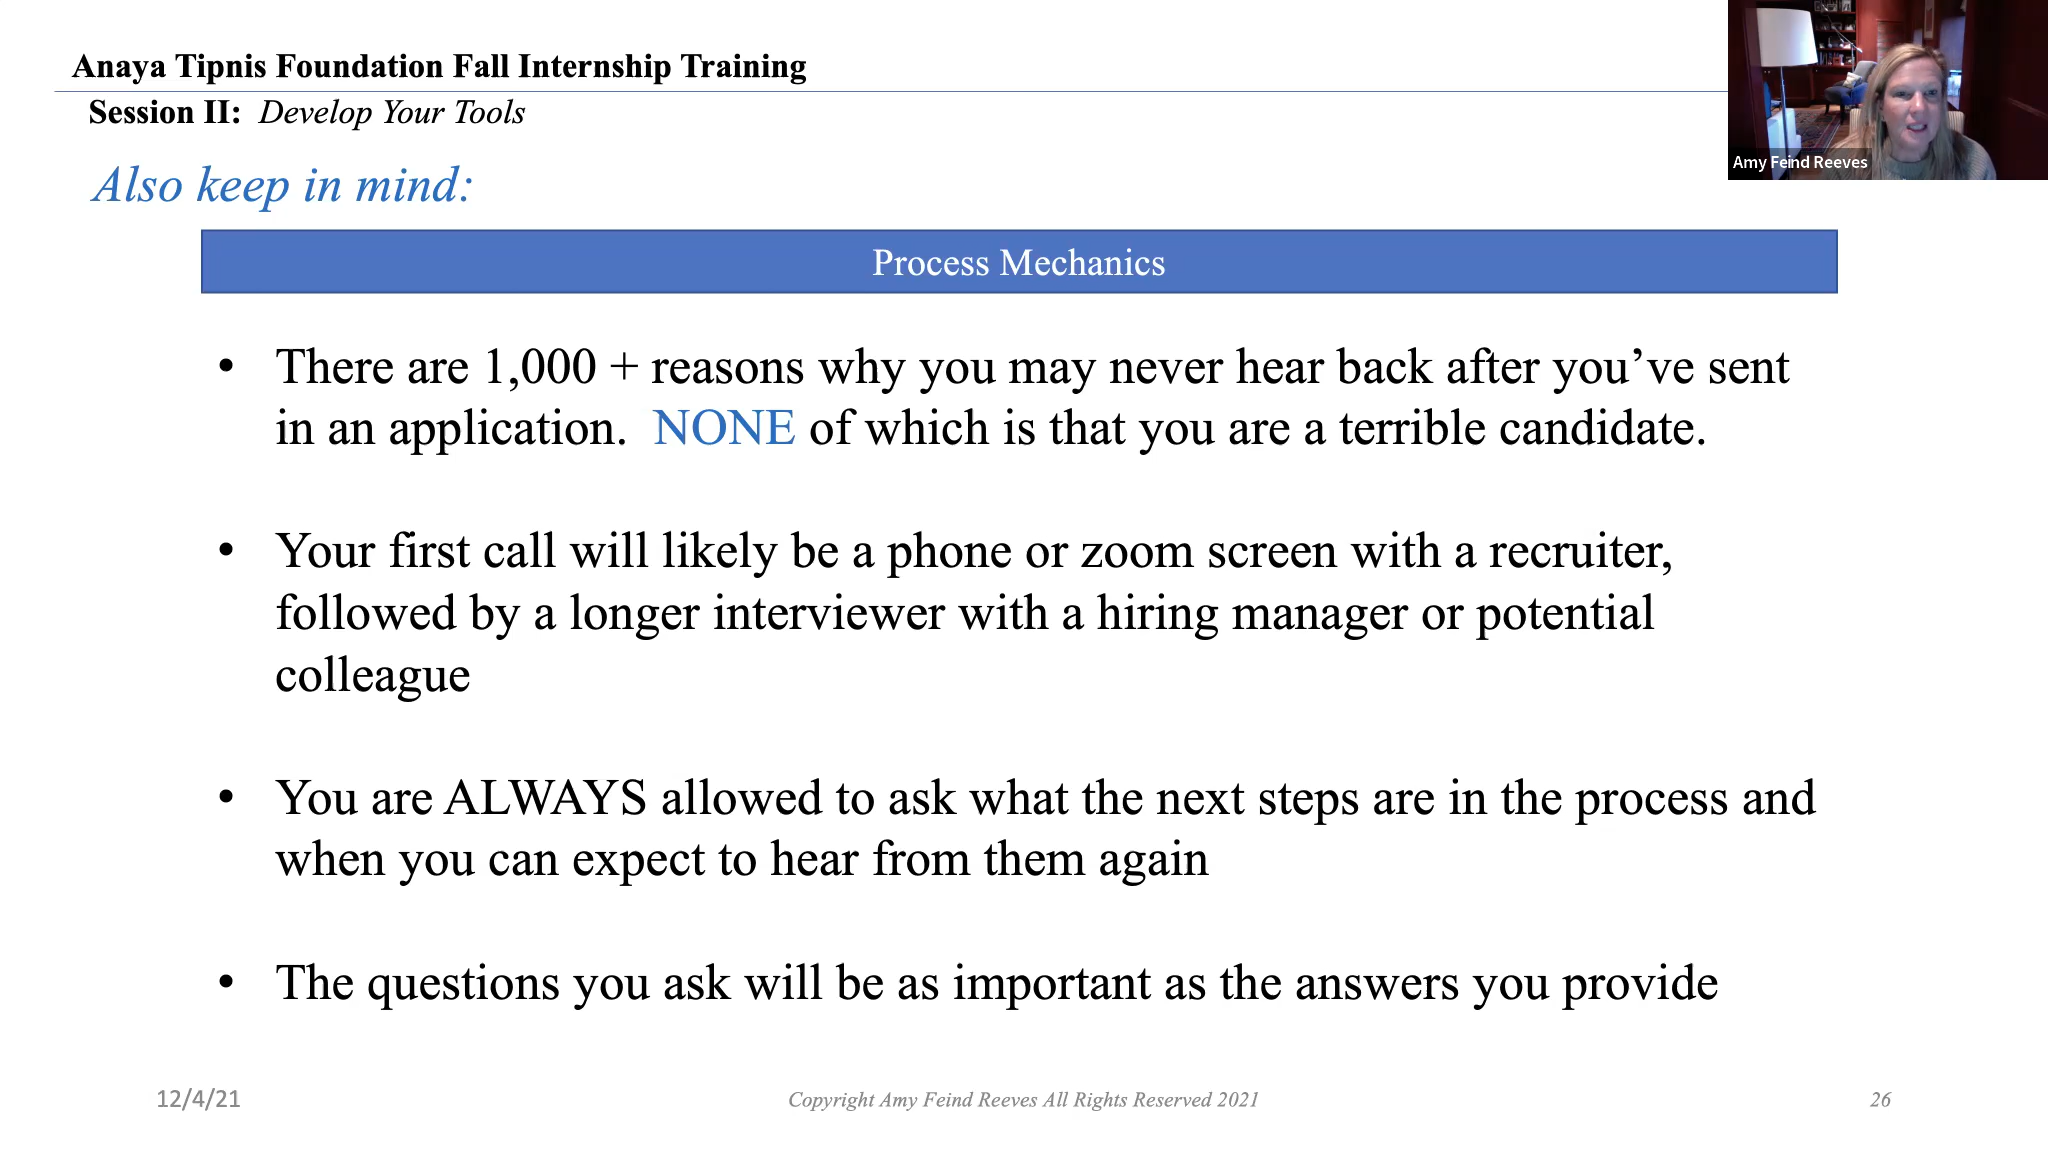 Anaya Tipnis Foundation Fall Internship Training
Session II: Develop Your Tools
Amy Feind Reeves
Also keep in mind:
Process Mechanics
• There are 1,000 + reasons why you may never hear back after you’ve sent
in an application. NONE of which is that you are a terrible candidate.
• Your first call will likely be a phone or zoom screen with a recruiter,
followed by a longer interviewer with a hiring manager or potential
colleague
• You are ALWAYS allowed to ask what the next steps are in the process and
when you can expect to hear from them again
• The questions you ask will be as important as the answers you provide
12/4/21
Copyright Amy Feind Reeves All Rights Reserved 2021
26